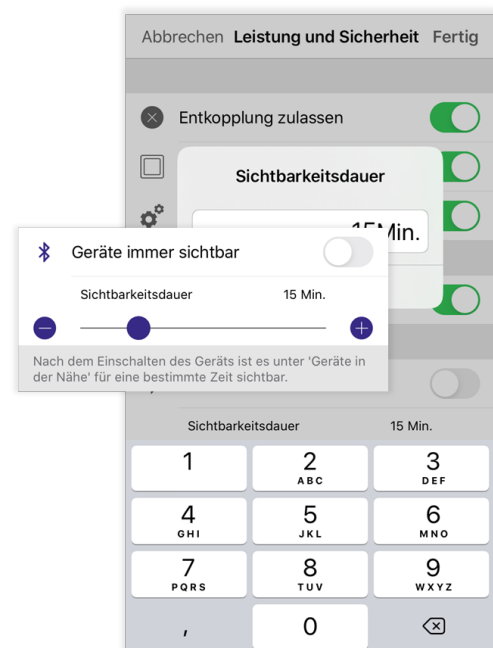 Abbrechen Leistung und Sicherheit Fertig
Entkopplung zulassen
Sichtbarkeitsdauer
15Min.
Geräte immer sichtbar
Sichtbarkeitsdauer 15 Min.
Nach dem Einschalten des Geräts ist es unter 'Geräte in
der Nähe' für eine bestimmte Zeit sichtbar.
Sichtbarkeitsdauer 15 Min.
1 2 3
ABC DEF
4 5 6
GHI JKL MNO
7 8 9
PQRS TUV WXYZ
, 0